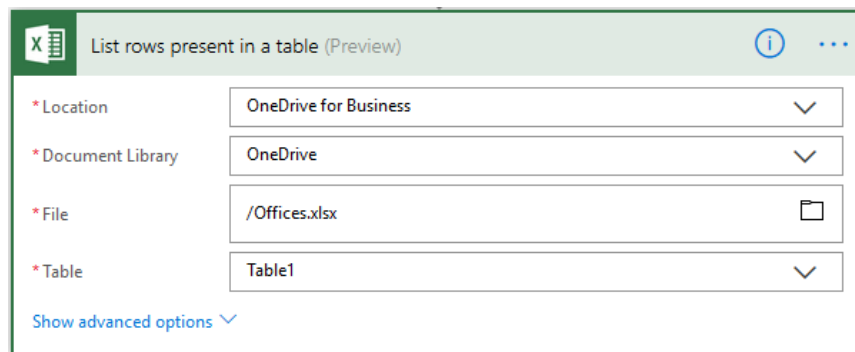 List rows present in a table (Preview)
* Location OneDrive for Business
* Document Library OneDrive
* File /Offices.xlsx
* Table Table1
Show advanced options